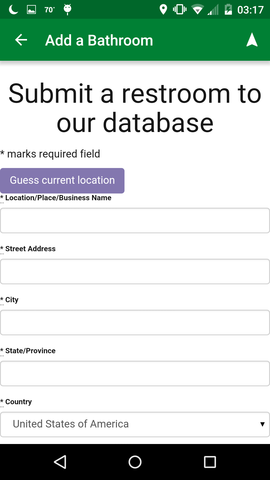 70°
03:17
Add a Bathroom
Submit a restroom to
our database
* marks required field
Guess current location
* Location/Place/Business Name
* Street Address
* City
* State/Province
* Country
United States of America